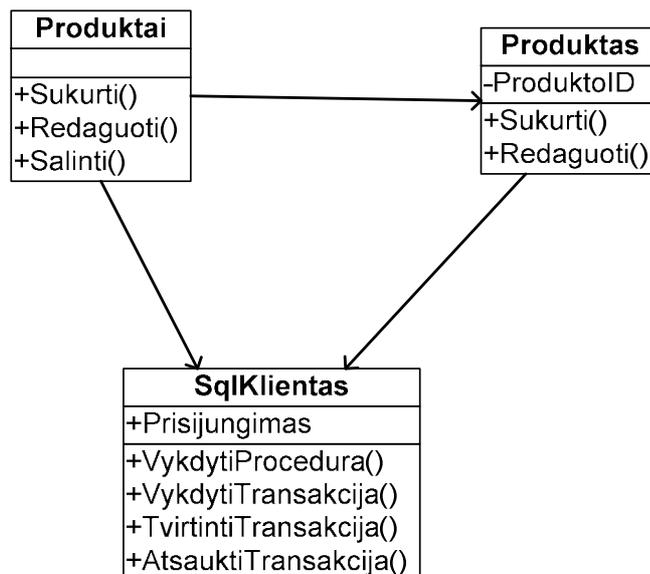 Produktai
+Sukurti()
+Redaguoti()
+Salinti()
Produktas
-ProduktoID
+Sukurti()
+Redaguoti()
SqlKlientas
+Prisijungimas
+VykdytiProcedura()
+VykdytiTransakcija()
+TvirtintiTransakcija()
+AtsauktiTransakcija()